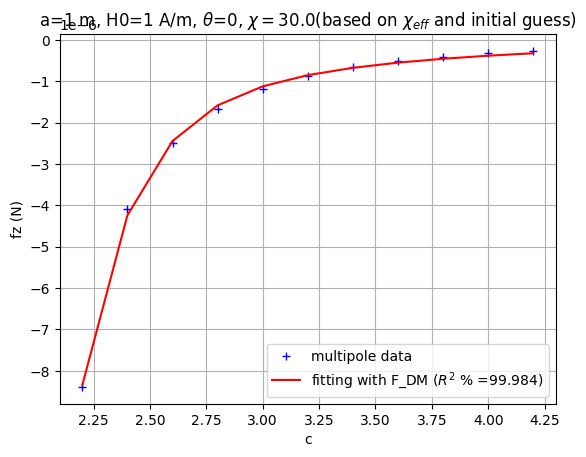 a=1 m, H0=1 A/m, θ=0, χ = 30.0(based on χ_eff and initial guess)
1e−6
0
−1
−2
−3
−4
−5
−6
−7
−8
fz (N)
multipole data
fitting with F_DM (R² % =99.984)
2.25 2.50 2.75 3.00 3.25 3.50 3.75 4.00 4.25
c